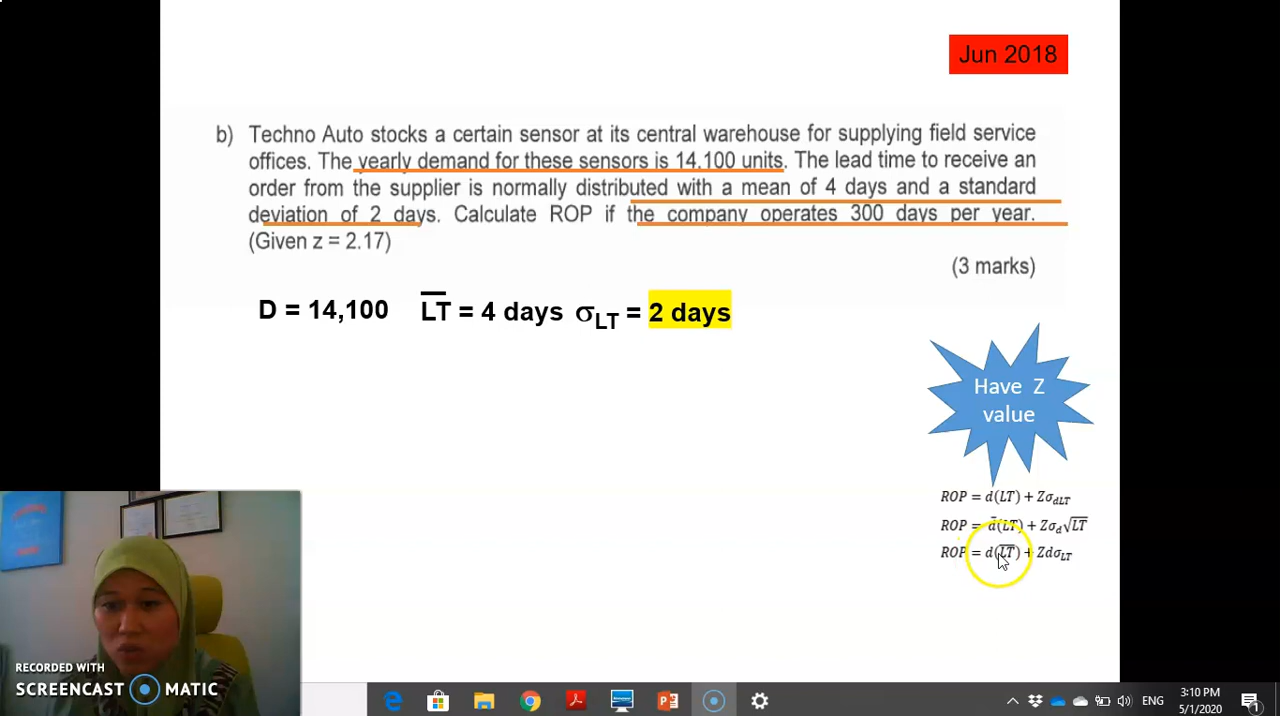 Jun 2018
b) Techno Auto stocks a certain sensor at its central warehouse for supplying field service
offices. The yearly demand for these sensors is 14,100 units. The lead time to receive an
order from the supplier is normally distributed with a mean of 4 days and a standard
deviation of 2 days. Calculate ROP if the company operates 300 days per year.
(Given z = 2.17)
(3 marks)
D = 14,100 L̅T̅ = 4 days σLT = 2 days
Have Z
value
ROP = d(LT) + ZσdLT
ROP = d̅(LT) + Zσd√L̅T̅
ROP = d(L̅T̅) + ZdσLT
RECORDED WITH
SCREENCAST MATIC
ENG
3:10 PM
5/1/2020